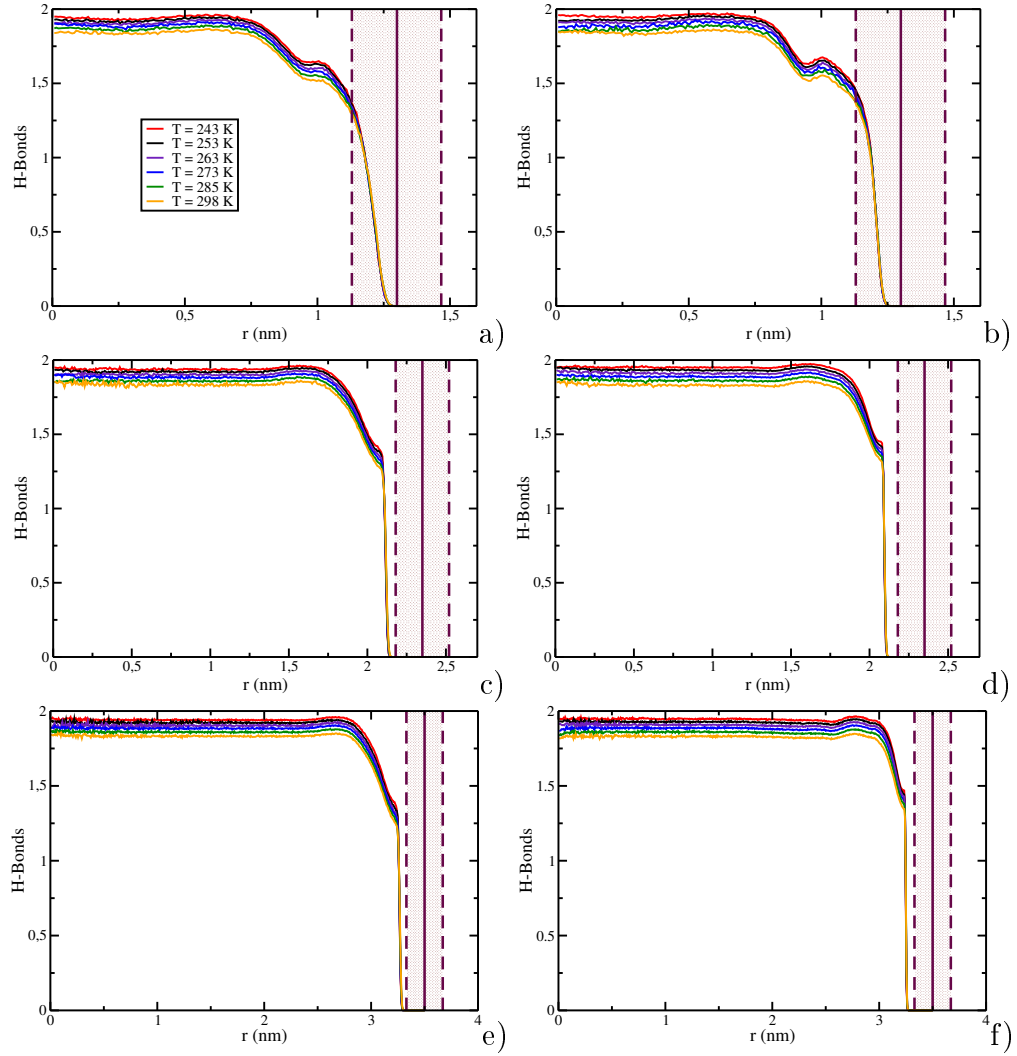 2
1,5
1
0,5
0
H-Bonds
T = 243 K
T = 253 K
T = 263 K
T = 273 K
T = 285 K
T = 298 K
0 0,5 1 1,5
r (nm)
a)
2
1,5
1
0,5
0
H-Bonds
0 0,5 1 1,5
r (nm)
b)
2
1,5
1
0,5
0
H-Bonds
0 0,5 1 1,5 2 2,5
r (nm)
c)
2
1,5
1
0,5
0
H-Bonds
0 0,5 1 1,5 2 2,5
r (nm)
d)
2
1,5
1
0,5
0
H-Bonds
0 1 2 3 4
r (nm)
e)
2
1,5
1
0,5
0
H-Bonds
0 1 2 3 4
r (nm)
f)